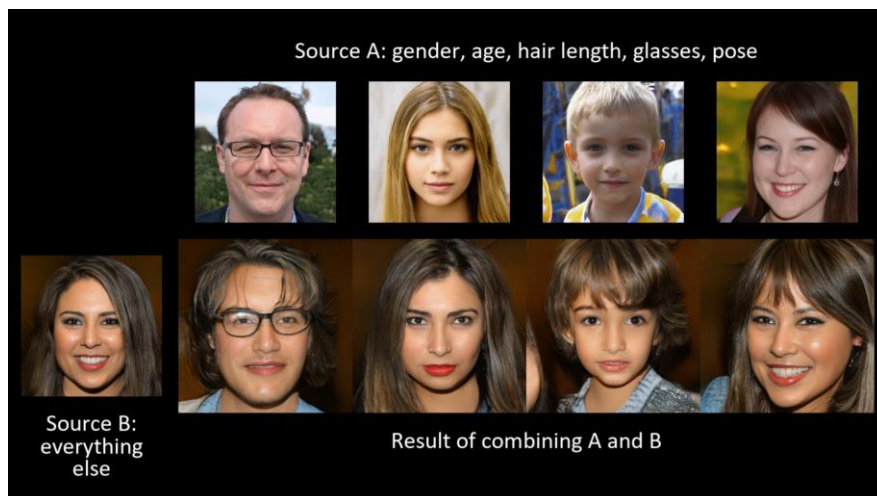 Source A: gender, age, hair length, glasses, pose
Source B:
everything
else
Result of combining A and B